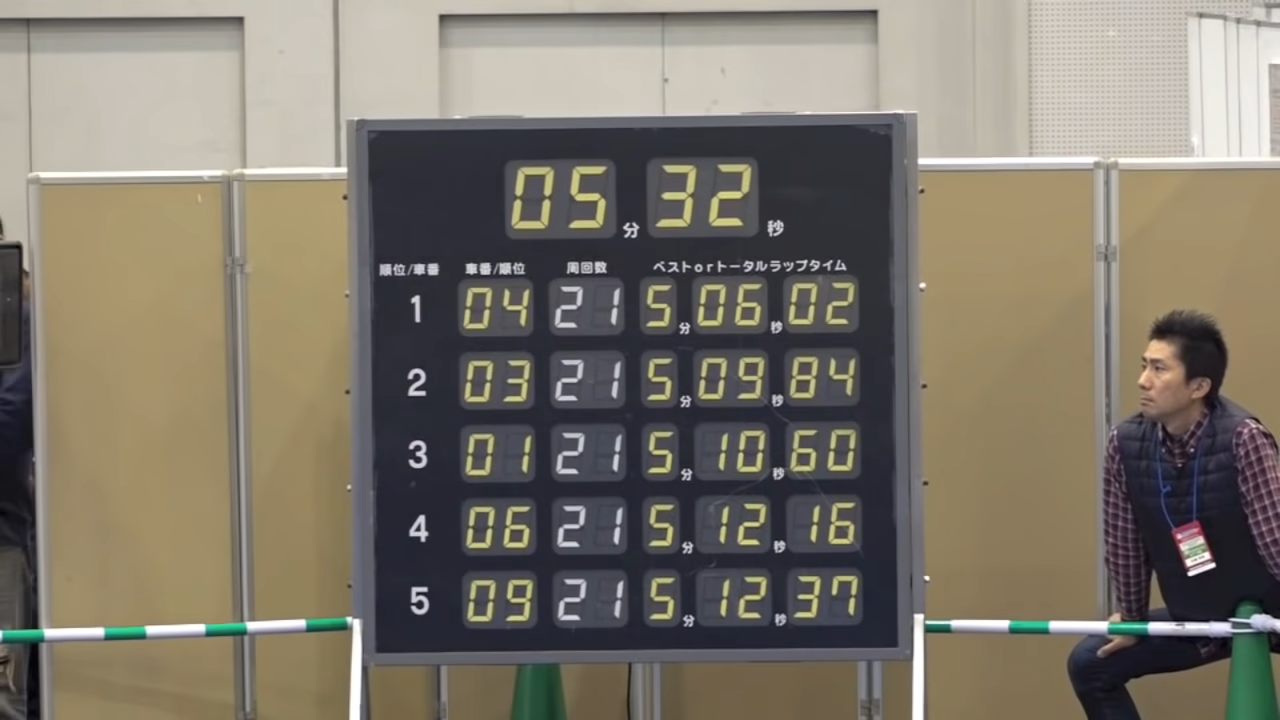 05分 32秒
順位/車番 車番/順位 周回数 ベストorトータルラップタイム
1 04 21 5分06秒02
2 03 21 5分09秒84
3 01 21 5分10秒60
4 06 21 5分12秒16
5 09 21 5分12秒37